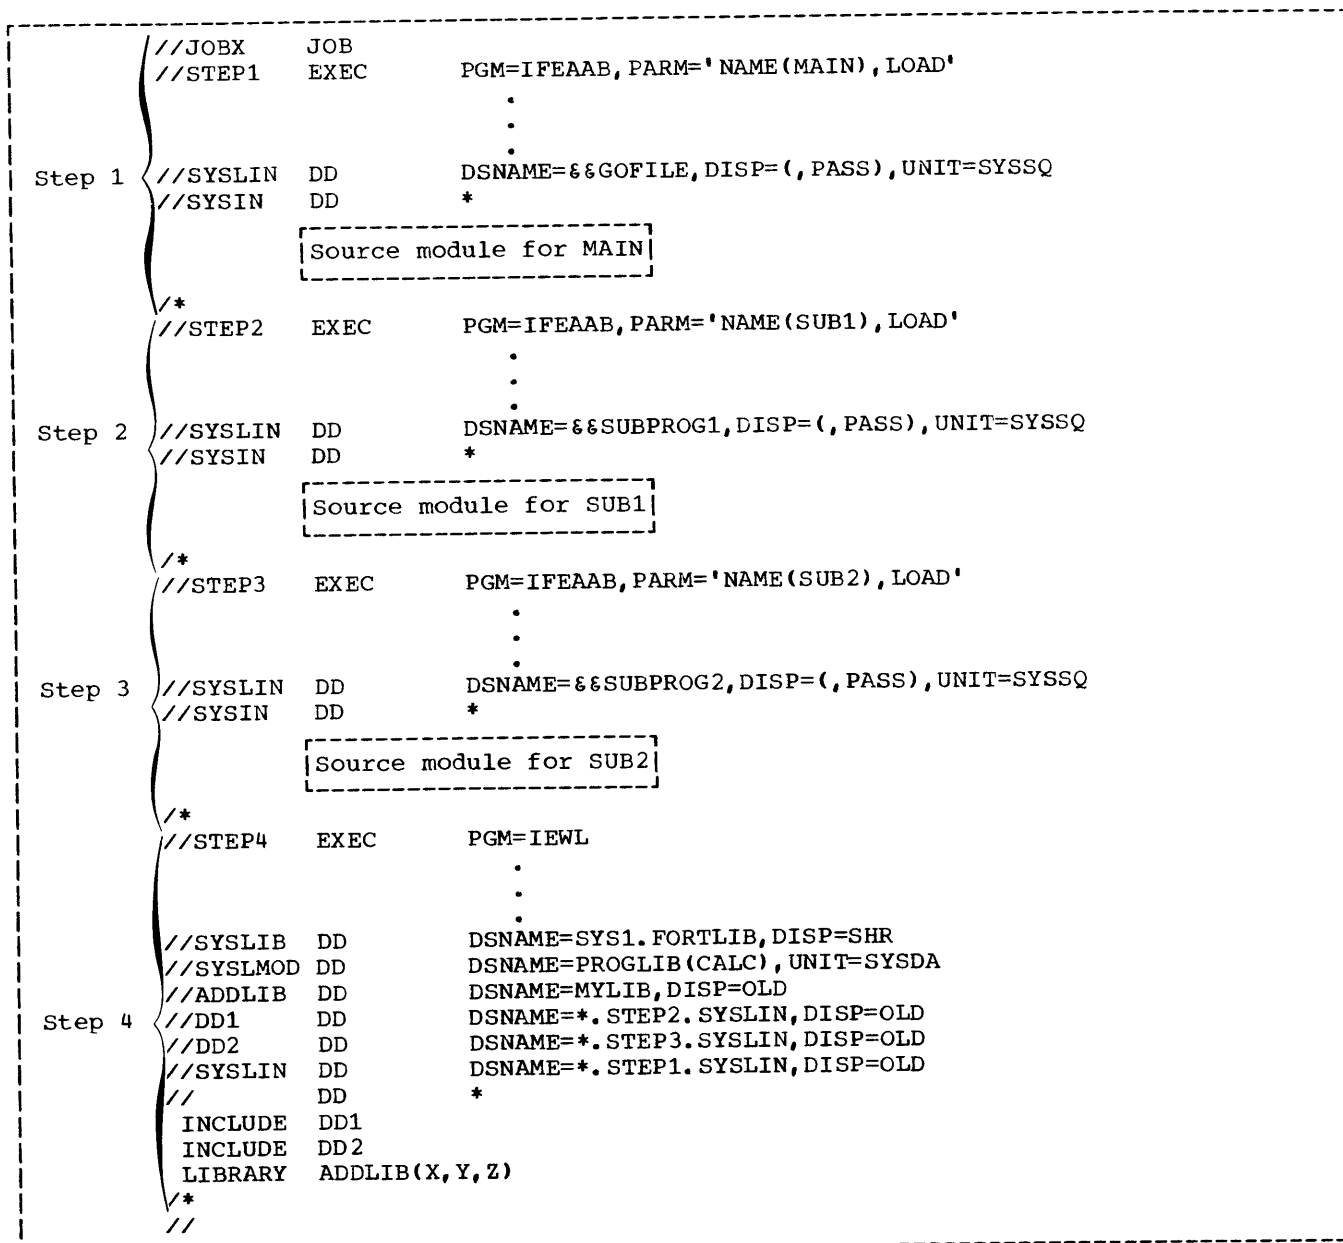 //JOBX JOB
//STEP1 EXEC PGM=IFEAAB,PARM='NAME(MAIN),LOAD'
.
.
.
Step 1 //SYSLIN DD DSNAME=&&GOFILE,DISP=(,PASS),UNIT=SYSSQ
//SYSIN DD *
Source module for MAIN
/*
//STEP2 EXEC PGM=IFEAAB,PARM='NAME(SUB1),LOAD'
.
.
.
Step 2 //SYSLIN DD DSNAME=&&SUBPROG1,DISP=(,PASS),UNIT=SYSSQ
//SYSIN DD *
Source module for SUB1
/*
//STEP3 EXEC PGM=IFEAAB,PARM='NAME(SUB2),LOAD'
.
.
.
Step 3 //SYSLIN DD DSNAME=&&SUBPROG2,DISP=(,PASS),UNIT=SYSSQ
//SYSIN DD *
Source module for SUB2
/*
//STEP4 EXEC PGM=IEWL
.
.
.
//SYSLIB DD DSNAME=SYS1.FORTLIB,DISP=SHR
//SYSLMOD DD DSNAME=PROGLIB(CALC),UNIT=SYSDA
//ADDLIB DD DSNAME=MYLIB,DISP=OLD
Step 4 //DD1 DD DSNAME=*.STEP2.SYSLIN,DISP=OLD
//DD2 DD DSNAME=*.STEP3.SYSLIN,DISP=OLD
//SYSLIN DD DSNAME=*.STEP1.SYSLIN,DISP=OLD
// DD *
INCLUDE DD1
INCLUDE DD2
LIBRARY ADDLIB(X,Y,Z)
/*
//